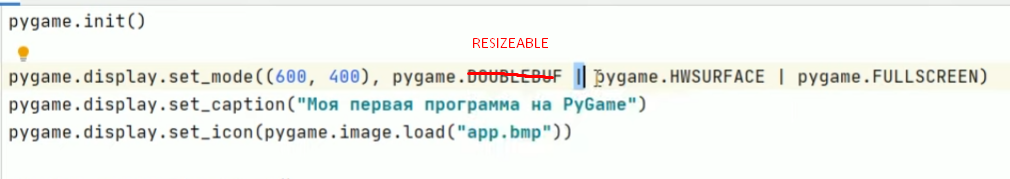 pygame.init()
RESIZEABLE
pygame.display.set_mode((600, 400), pygame.DOUBLEBUF | pygame.HWSURFACE | pygame.FULLSCREEN)
pygame.display.set_caption("Моя первая программа на PyGame")
pygame.display.set_icon(pygame.image.load("app.bmp"))